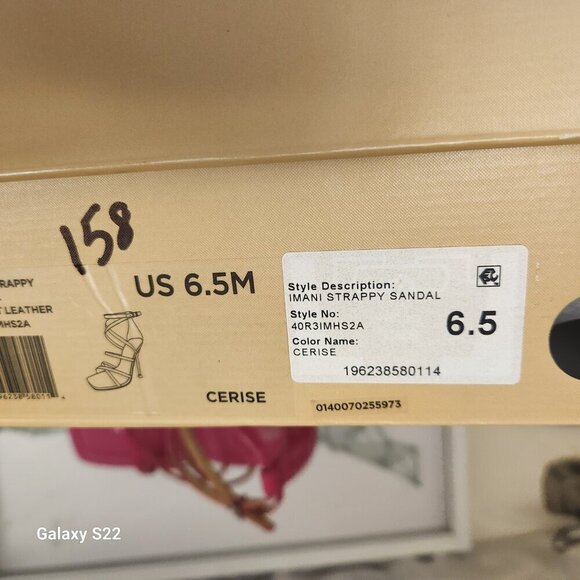 158
RAPPY
US 6.5M
LEATHER
MHS2A
196238580114
CERISE
Style Description:
IMANI STRAPPY SANDAL
Style No:
40R3IMHS2A
6.5
Color Name:
CERISE
196238580114
0140070255973
Galaxy S22